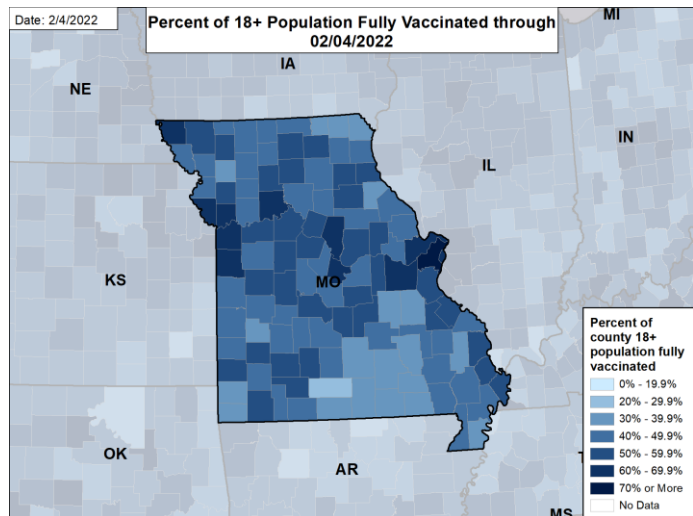 Date: 2/4/2022
Percent of 18+ Population Fully Vaccinated through
02/04/2022
MI
IA
NE
IN
IL
KS
MO
OK
AR
MS
Percent of
county 18+
population fully
vaccinated
0% - 19.9%
20% - 29.9%
30% - 39.9%
40% - 49.9%
50% - 59.9%
60% - 69.9%
70% or More
No Data